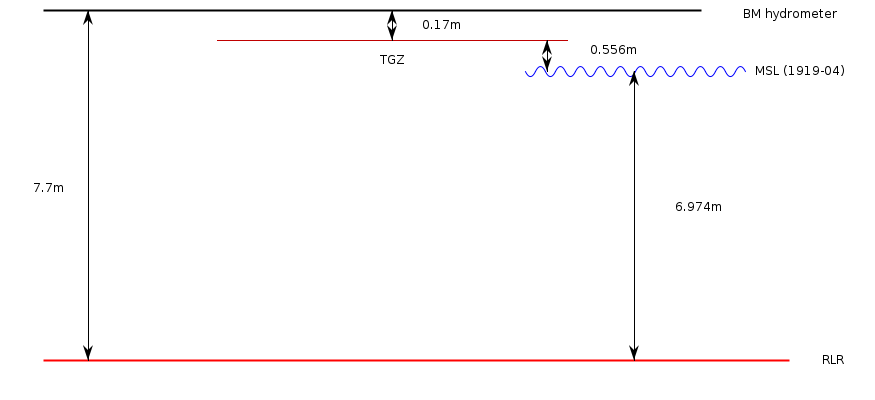 BM hydrometer
0.17m
0.556m
TGZ
MSL (1919-04)
7.7m
6.974m
RLR